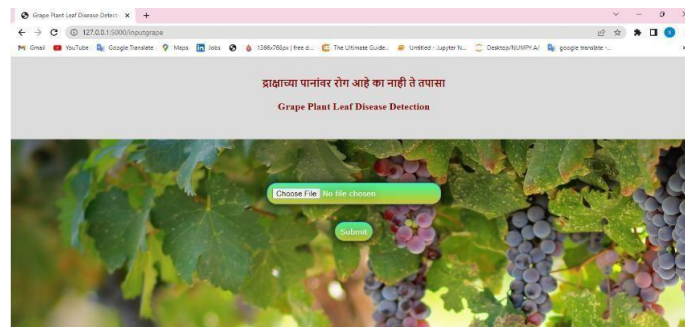 Grape Plant Leaf Disease Detecti
127.0.0.1:5000/inputgrape
Gmail YouTube Google Translate Maps Jobs 1366x768px | free d... The Ultimate Guide... Untitled - Jupyter N... Desktop/NUMPY A/ google translate -...
द्राक्षाच्या पानांवर रोग आहे का नाही ते तपासा
Grape Plant Leaf Disease Detection
Choose File No file chosen
Submit